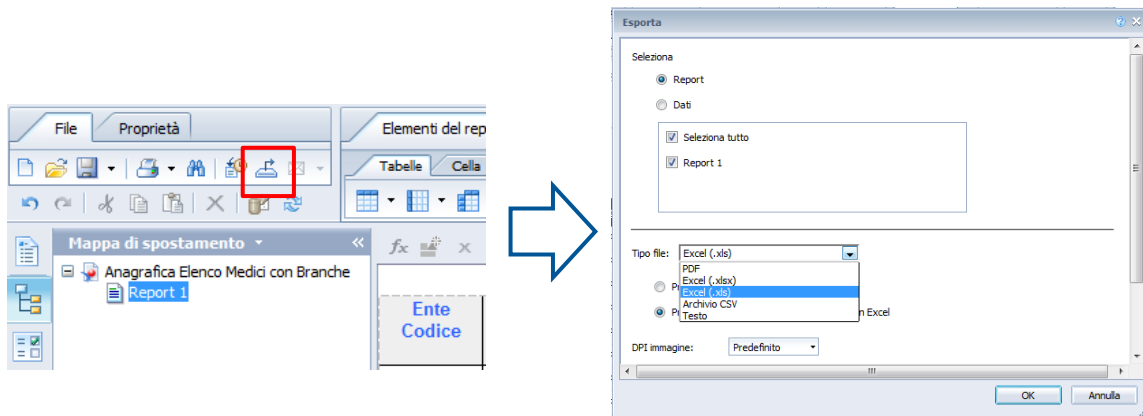 File Proprietà
Elementi del rep
Tabelle Cella
Mappa di spostamento
Anagrafica Elenco Medici con Branche
Report 1
Ente
Codice
Esporta
Seleziona
Report
Dati
Seleziona tutto
Report 1
Tipo file: Excel (.xls)
PDF
Excel (.xlsx)
Excel (.xls)
Archivio CSV
Testo
n Excel
DPI immagine: Predefinito
OK Annulla